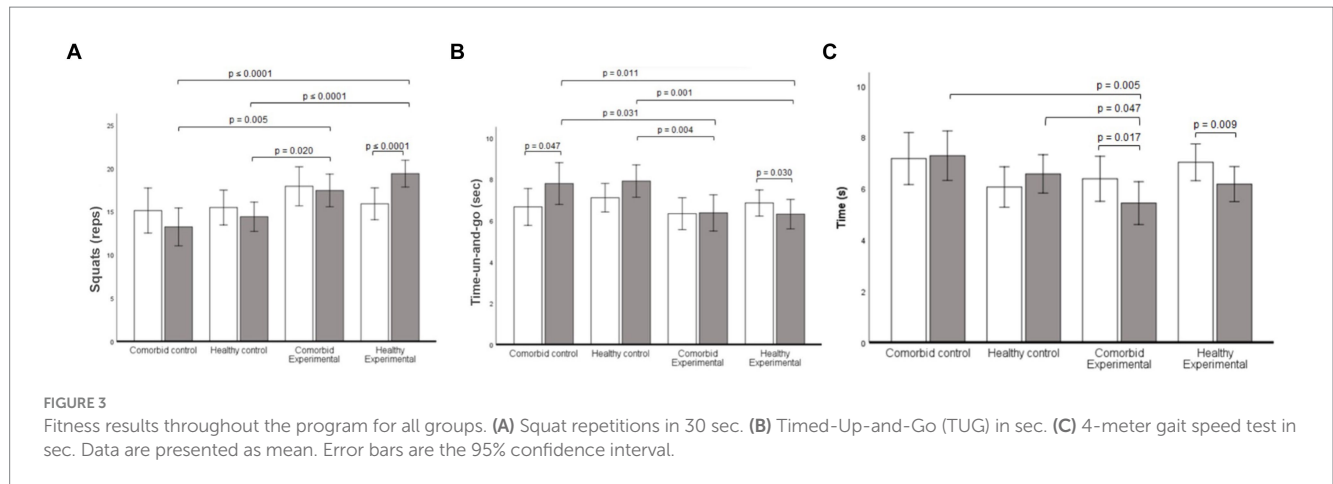 A
p ≤ 0.0001
p ≤ 0.0001
p = 0.005
p = 0.020
p ≤ 0.0001
Squats (reps)
25
20
15
10
5
0
Comorbid control
Healthy control
Comorbid
Experimental
Healthy
Experimental
B
p = 0.011
p = 0.001
p = 0.031
p = 0.004
p = 0.047
p = 0.030
Time-un-and-go (sec)
10
8
6
4
2
0
Comorbid control
Healthy control
Comorbid
Experimental
Healthy
Experimental
C
p = 0.005
p = 0.047
p = 0.017
p = 0.009
Time (s)
10
8
6
4
2
0
Comorbid control
Healthy control
Comorbid
Experimental
Healthy
Experimental
FIGURE 3
Fitness results throughout the program for all groups. (A) Squat repetitions in 30 sec. (B) Timed-Up-and-Go (TUG) in sec. (C) 4-meter gait speed test in
sec. Data are presented as mean. Error bars are the 95% confidence interval.